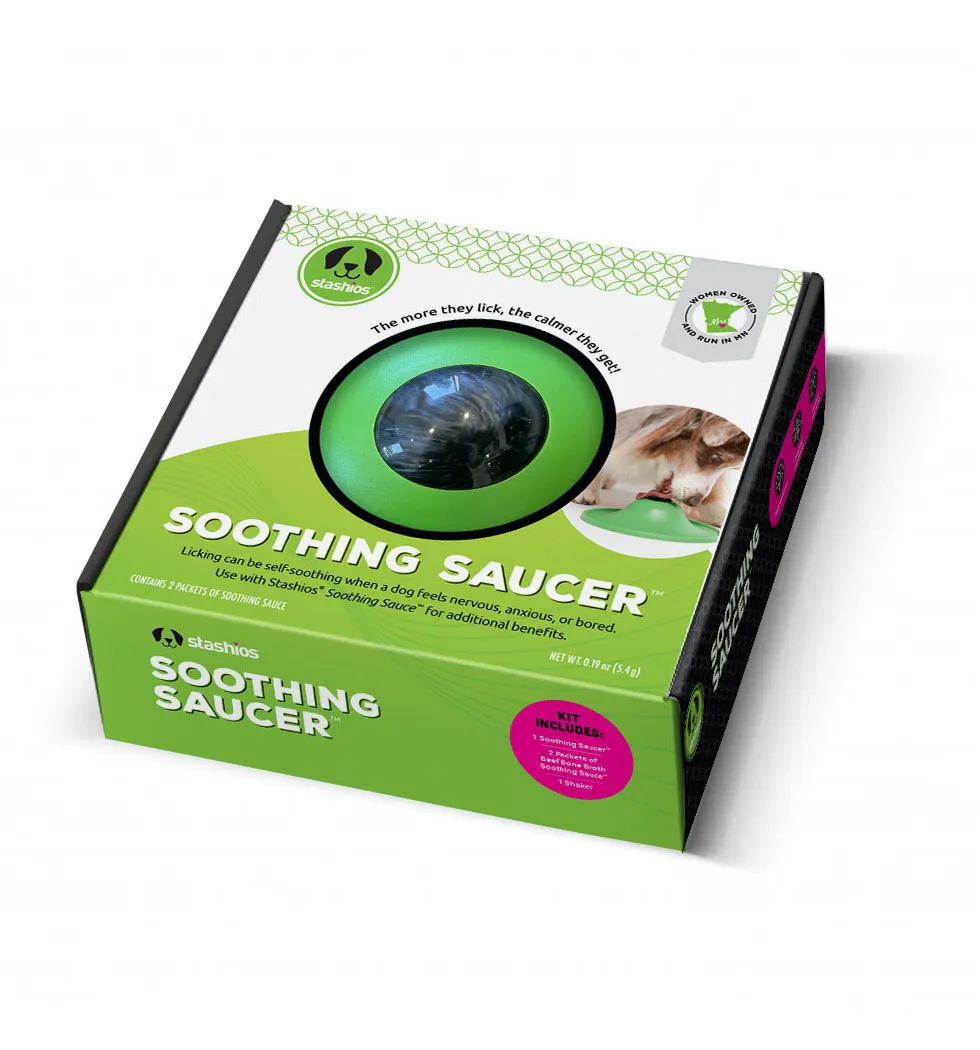 stashios
WOMEN OWNED
AND RUN IN MN
The more they lick, the calmer they get!
SOOTHING SAUCER™
Licking can be self-soothing when a dog feels nervous, anxious, or bored.
Use with Stashios® Soothing Sauce™ for additional benefits.
CONTAINS 2 PACKETS OF SOOTHING SAUCE
NET WT. 0.19 oz (5.4g)
stashios
SOOTHING
SAUCER™
KIT
INCLUDES:
1 Soothing Saucer™
2 Packets of
Beef Bone Broth
Soothing Sauce™
1 Shaker
SOOTHING
SAUCER